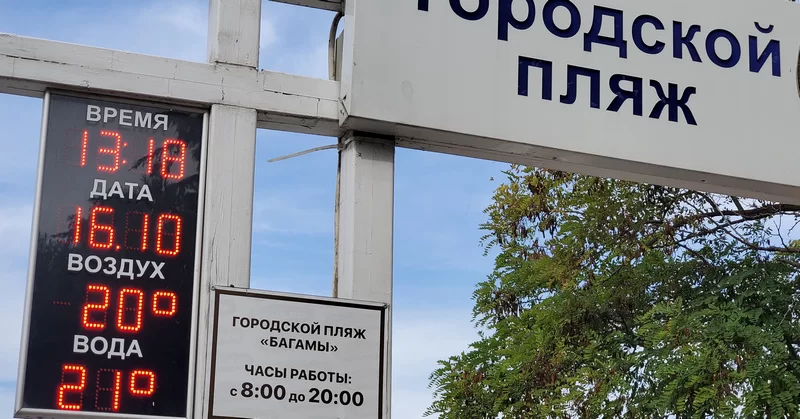 Городской
пляж
ВРЕМЯ
13:18
ДАТА
16.10
ВОЗДУХ
20°
ВОДА
21°
ГОРОДСКОЙ ПЛЯЖ
«БАГАМЫ»
ЧАСЫ РАБОТЫ:
с 8:00 до 20:00